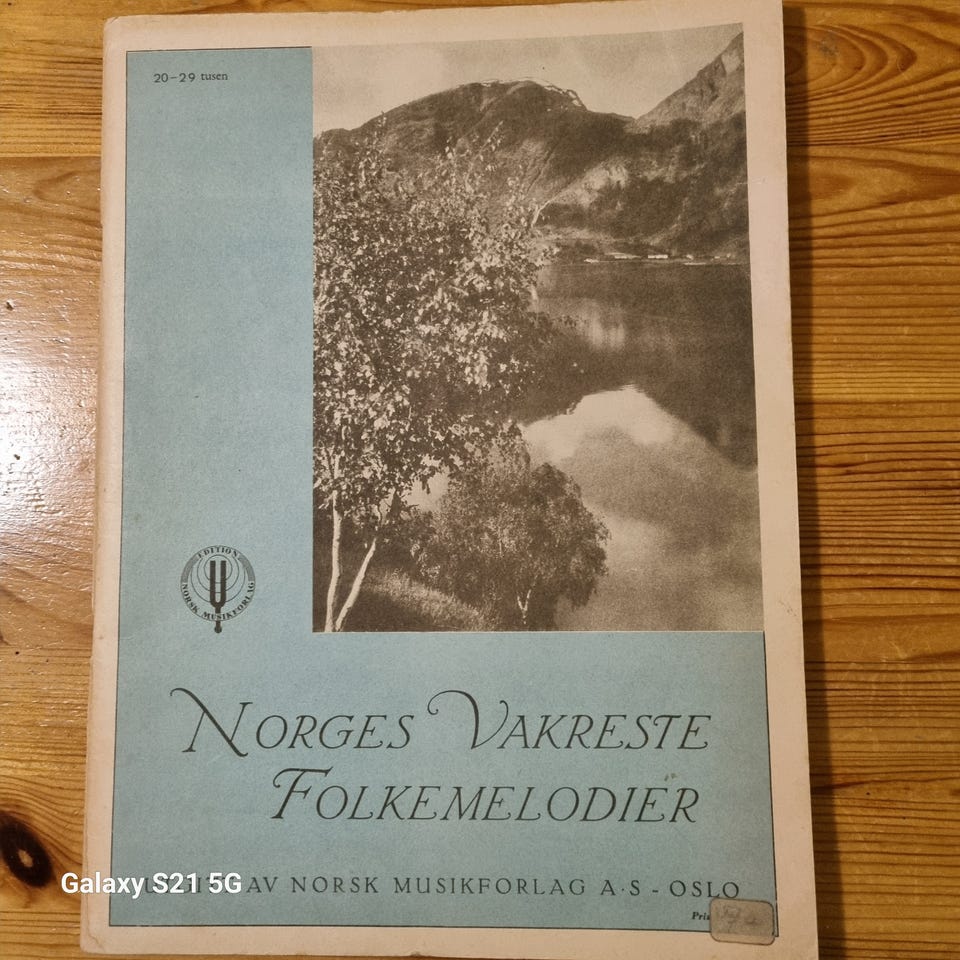 20-29 tusen
EDITION
NORSK MUSIKFORLAG
NORGES VAKRESTE
FOLKEMELODIER
AV NORSK MUSIKFORLAG A·S - OSLO
Galaxy S21 5G